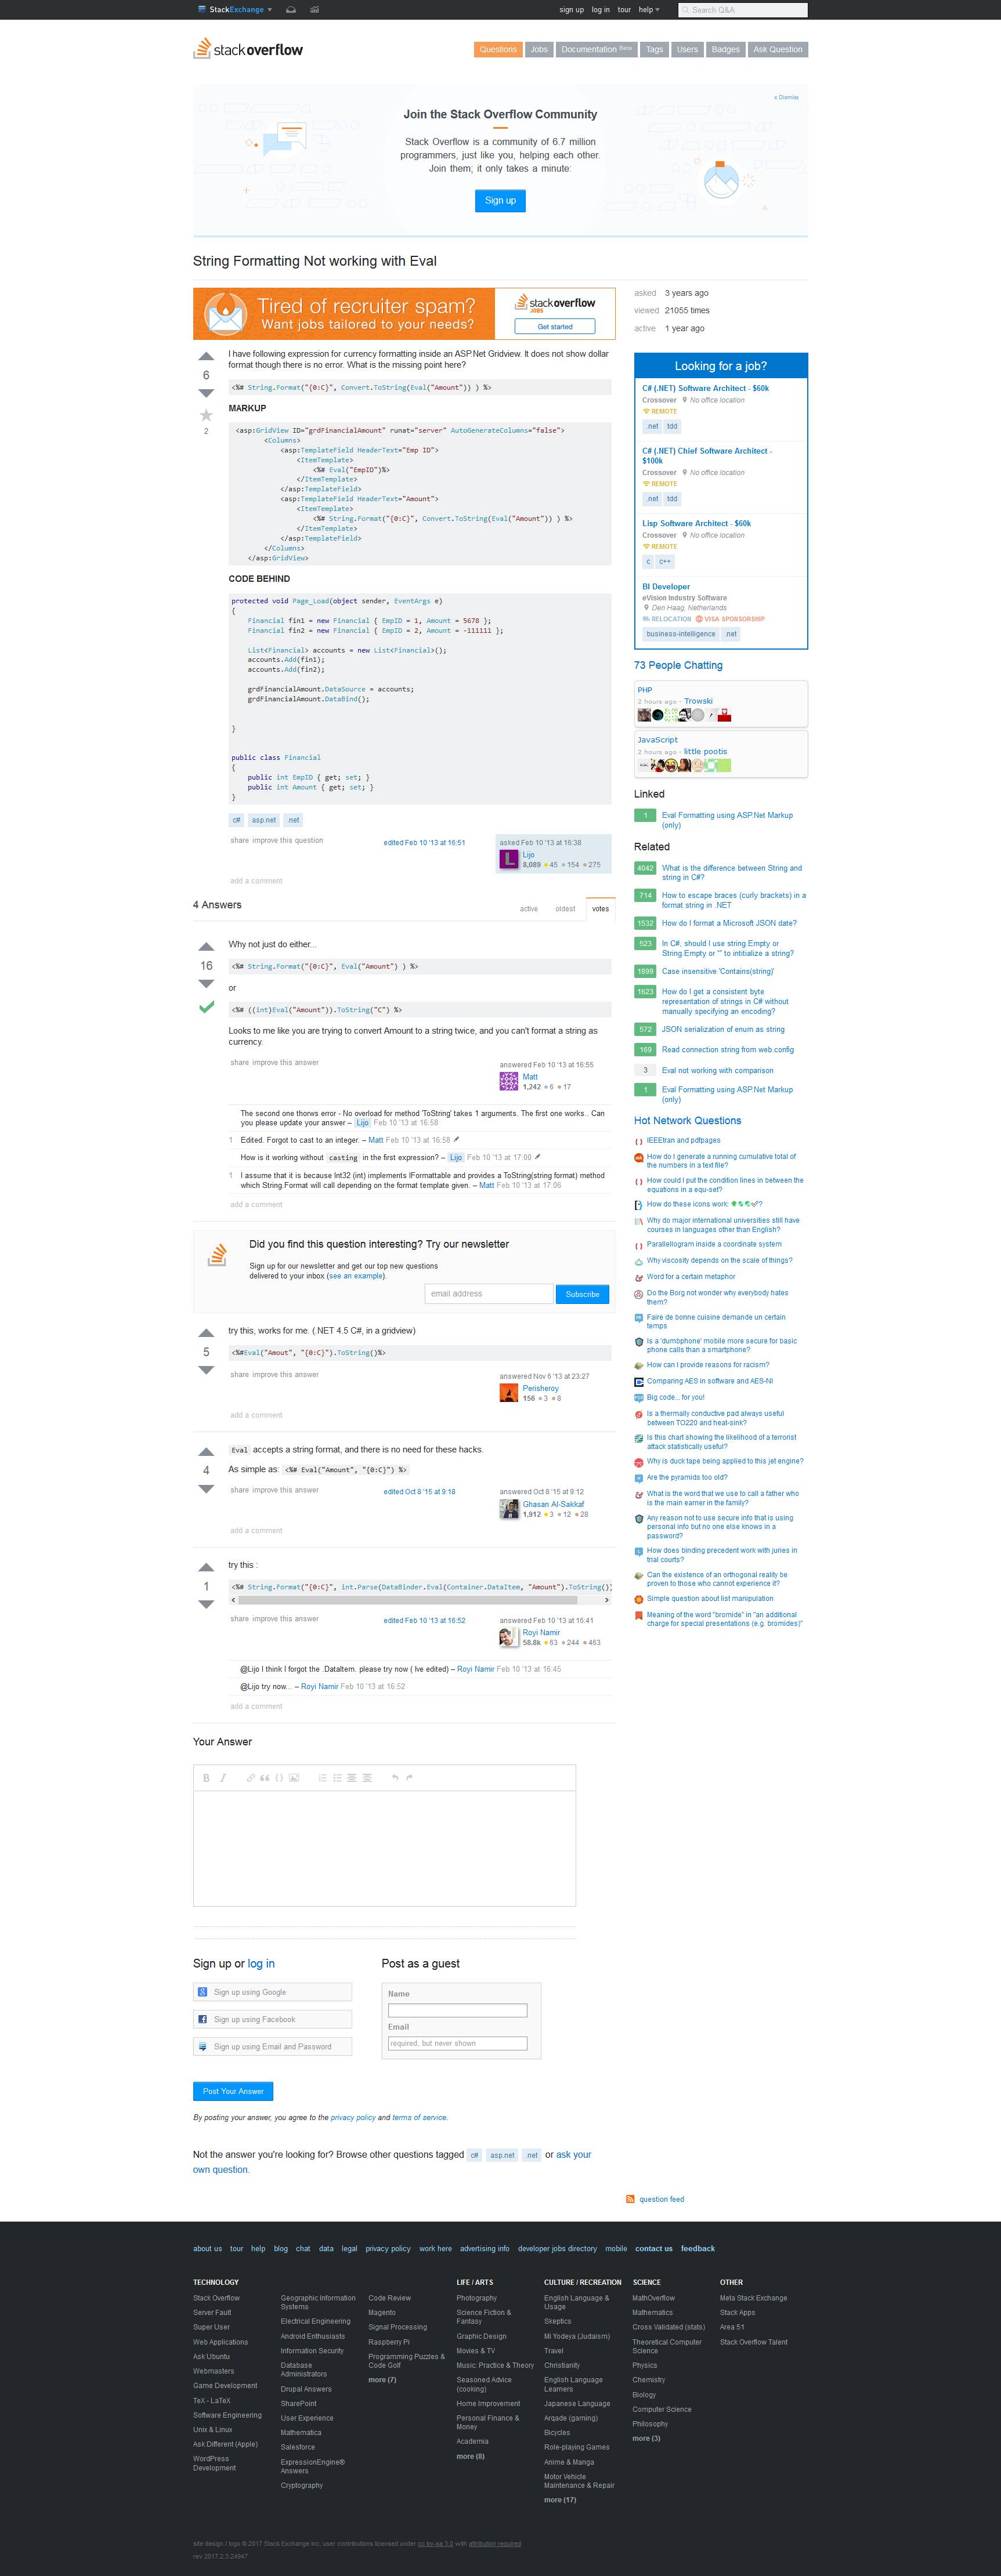 StackExchange
sign up log in tour help
Search Q&A
stackoverflow
Questions Jobs Documentation Beta Tags Users Badges Ask Question
x Dismiss
Join the Stack Overflow Community
Stack Overflow is a community of 6.7 million
programmers, just like you, helping each other.
Join them; it only takes a minute:
Sign up
String Formatting Not working with Eval
Tired of recruiter spam?
Want jobs tailored to your needs?
stackoverflow
JOBS
Get started
6
2
I have following expression for currency formatting inside an ASP.Net Gridview. It does not show dollar
format though there is no error. What is the missing point here?
<%# String.Format("{0:C}", Convert.ToString(Eval("Amount")) ) %>
MARKUP
<asp:GridView ID="grdFinancialAmount" runat="server" AutoGenerateColumns="false">
<Columns>
<asp:TemplateField HeaderText="Emp ID">
<ItemTemplate>
<%# Eval("EmpID")%>
</ItemTemplate>
</asp:TemplateField>
<asp:TemplateField HeaderText="Amount">
<ItemTemplate>
<%# String.Format("{0:C}", Convert.ToString(Eval("Amount")) ) %>
</ItemTemplate>
</asp:TemplateField>
</Columns>
</asp:GridView>
CODE BEHIND
protected void Page_Load(object sender, EventArgs e)
{
Financial fin1 = new Financial { EmpID = 1, Amount = 5678 };
Financial fin2 = new Financial { EmpID = 2, Amount = -111111 };
List<Financial> accounts = new List<Financial>();
accounts.Add(fin1);
accounts.Add(fin2);
grdFinancialAmount.DataSource = accounts;
grdFinancialAmount.DataBind();
}
public class Financial
{
public int EmpID { get; set; }
public int Amount { get; set; }
}
c# asp.net .net
share improve this question
edited Feb 10 '13 at 16:51
asked Feb 10 '13 at 16:38
Lijo
8,089 45 154 275
add a comment
4 Answers
active oldest votes
16
Why not just do either...
<%# String.Format("{0:C}", Eval("Amount") ) %>
or
<%# ((int)Eval("Amount")).ToString("C") %>
Looks to me like you are trying to convert Amount to a string twice, and you can't format a string as
currency.
share improve this answer
answered Feb 10 '13 at 16:55
Matt
1,242 6 17
The second one thorws error - No overload for method 'ToString' takes 1 arguments. The first one works.. Can
you please update your answer – Lijo Feb 10 '13 at 16:58
1 Edited. Forgot to cast to an integer. – Matt Feb 10 '13 at 16:58
How is it working without casting in the first expression? – Lijo Feb 10 '13 at 17:00
1 I assume that it is because Int32 (int) implements IFormattable and provides a ToString(string format) method
which String.Format will call depending on the format template given. – Matt Feb 10 '13 at 17:06
add a comment
Did you find this question interesting? Try our newsletter
Sign up for our newsletter and get our top new questions
delivered to your inbox (see an example).
email address
Subscribe
5
try this, works for me. (.NET 4.5 C#, in a gridview)
<%#Eval("Amout", "{0:C}").ToString()%>
share improve this answer
answered Nov 6 '13 at 23:27
Perisheroy
156 3 8
add a comment
4
Eval accepts a string format, and there is no need for these hacks.
As simple as: <%# Eval("Amount", "{0:C}") %>
share improve this answer
edited Oct 8 '15 at 9:18
answered Oct 8 '15 at 9:12
Ghasan Al-Sakkaf
1,912 3 12 28
add a comment
1
try this :
<%# String.Format("{0:C}", int.Parse(DataBinder.Eval(Container.DataItem, "Amount").ToString())
share improve this answer
edited Feb 10 '13 at 16:52
answered Feb 10 '13 at 16:41
Royi Namir
58.8k 63 244 463
@Lijo I think I forgot the .DataItem. please try now ( Ive edited) – Royi Namir Feb 10 '13 at 16:45
@Lijo try now... – Royi Namir Feb 10 '13 at 16:52
add a comment
Your Answer
Sign up or log in
Sign up using Google
Sign up using Facebook
Sign up using Email and Password
Post as a guest
Name
Email
required, but never shown
Post Your Answer
By posting your answer, you agree to the privacy policy and terms of service.
Not the answer you're looking for? Browse other questions tagged c# asp.net .net or ask your
own question.
asked 3 years ago
viewed 21055 times
active 1 year ago
Looking for a job?
C# (.NET) Software Architect - $60k
Crossover No office location
REMOTE
.net tdd
C# (.NET) Chief Software Architect -
$100k
Crossover No office location
REMOTE
.net tdd
Lisp Software Architect - $60k
Crossover No office location
REMOTE
c c++
BI Developer
eVision Industry Software
Den Haag, Netherlands
RELOCATION VISA SPONSORSHIP
business-intelligence .net
73 People Chatting
PHP
2 hours ago - Trowski
JavaScript
2 hours ago - little pootis
Linked
1 Eval Formatting using ASP.Net Markup
(only)
Related
4042 What is the difference between String and
string in C#?
714 How to escape braces (curly brackets) in a
format string in .NET
1532 How do I format a Microsoft JSON date?
523 In C#, should I use string.Empty or
String.Empty or "" to intitialize a string?
1899 Case insensitive 'Contains(string)'
1623 How do I get a consistent byte
representation of strings in C# without
manually specifying an encoding?
572 JSON serialization of enum as string
169 Read connection string from web.config
3 Eval not working with comparison
1 Eval Formatting using ASP.Net Markup
(only)
Hot Network Questions
IEEEtran and pdfpages
How do I generate a running cumulative total of
the numbers in a text file?
How could I put the condition lines in between the
equations in a equ-set?
How do these icons work: ?
Why do major international universities still have
courses in languages other than English?
Parallellogram inside a coordinate system
Why viscosity depends on the scale of things?
Word for a certain metaphor
Do the Borg not wonder why everybody hates
them?
Faire de bonne cuisine demande un certain
temps
Is a 'dumbphone' mobile more secure for basic
phone calls than a smartphone?
How can I provide reasons for racism?
Comparing AES in software and AES-NI
Big code... for you!
Is a thermally conductive pad always useful
between TO220 and heat-sink?
Is this chart showing the likelihood of a terrorist
attack statistically useful?
Why is duck tape being applied to this jet engine?
Are the pyramids too old?
What is the word that we use to call a father who
is the main earner in the family?
Any reason not to use secure info that is using
personal info but no one else knows in a
password?
How does binding precedent work with juries in
trial courts?
Can the existence of an orthogonal reality be
proven to those who cannot experience it?
Simple question about list manipulation
Meaning of the word "bromide" in "an additional
charge for special presentations (e.g. bromides)"
question feed
about us tour help blog chat data legal privacy policy work here advertising info developer jobs directory mobile contact us feedback
TECHNOLOGY
Stack Overflow
Server Fault
Super User
Web Applications
Ask Ubuntu
Webmasters
Game Development
TeX - LaTeX
Software Engineering
Unix & Linux
Ask Different (Apple)
WordPress
Development
Geographic Information
Systems
Electrical Engineering
Android Enthusiasts
Information Security
Database
Administrators
Drupal Answers
SharePoint
User Experience
Mathematica
Salesforce
ExpressionEngine®
Answers
Cryptography
Code Review
Magento
Signal Processing
Raspberry Pi
Programming Puzzles &
Code Golf
more (7)
LIFE / ARTS
Photography
Science Fiction &
Fantasy
Graphic Design
Movies & TV
Music: Practice & Theory
Seasoned Advice
(cooking)
Home Improvement
Personal Finance &
Money
Academia
more (8)
CULTURE / RECREATION
English Language &
Usage
Skeptics
Mi Yodeya (Judaism)
Travel
Christianity
English Language
Learners
Japanese Language
Arqade (gaming)
Bicycles
Role-playing Games
Anime & Manga
Motor Vehicle
Maintenance & Repair
more (17)
SCIENCE
MathOverflow
Mathematics
Cross Validated (stats)
Theoretical Computer
Science
Physics
Chemistry
Biology
Computer Science
Philosophy
more (3)
OTHER
Meta Stack Exchange
Stack Apps
Area 51
Stack Overflow Talent
site design / logo © 2017 Stack Exchange Inc; user contributions licensed under cc by-sa 3.0 with attribution required
rev 2017.2.3.24947